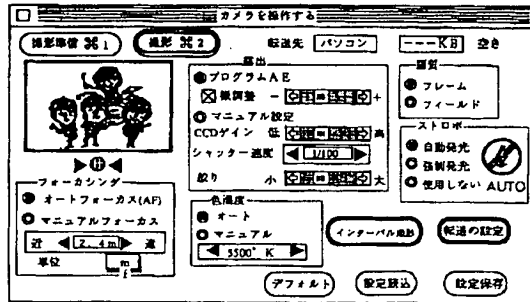 カメラを操作する
撮影準備 ⌘1
撮影 ⌘2
転送先 パソコン ---KB 空き
露出
プログラムAE
微調整 - +
マニュアル設定
CCDゲイン 低 高
シャッター速度 1/100
絞り 小 大
画質
フレーム
フィールド
ストロボ
自動発光
強制発光
使用しない AUTO
フォーカシング
オートフォーカス(AF)
マニュアルフォーカス
近 2.4m 遠
単位 m
f
色温度
オート
マニュアル
5500° K
インターバル撮影
転送の設定
デフォルト
設定読込
設定保存